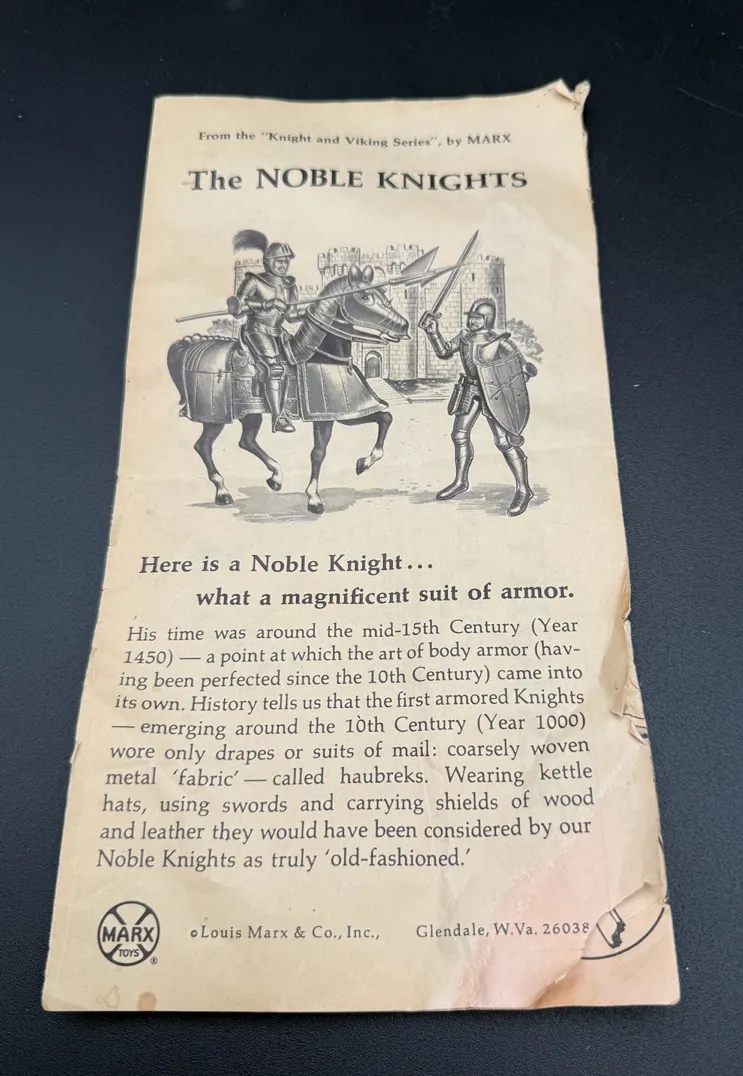 From the "Knight and Viking Series", by MARX
The NOBLE KNIGHTS
Here is a Noble Knight...
what a magnificent suit of armor.
His time was around the mid-15th Century (Year
1450) — a point at which the art of body armor (hav-
ing been perfected since the 10th Century) came into
its own. History tells us that the first armored Knights
— emerging around the 10th Century (Year 1000)
wore only drapes or suits of mail: coarsely woven
metal 'fabric' — called haubreks. Wearing kettle
hats, using swords and carrying shields of wood
and leather they would have been considered by our
Noble Knights as truly 'old-fashioned.'
MARX
TOYS
®
©Louis Marx & Co., Inc., Glendale, W.Va. 26038